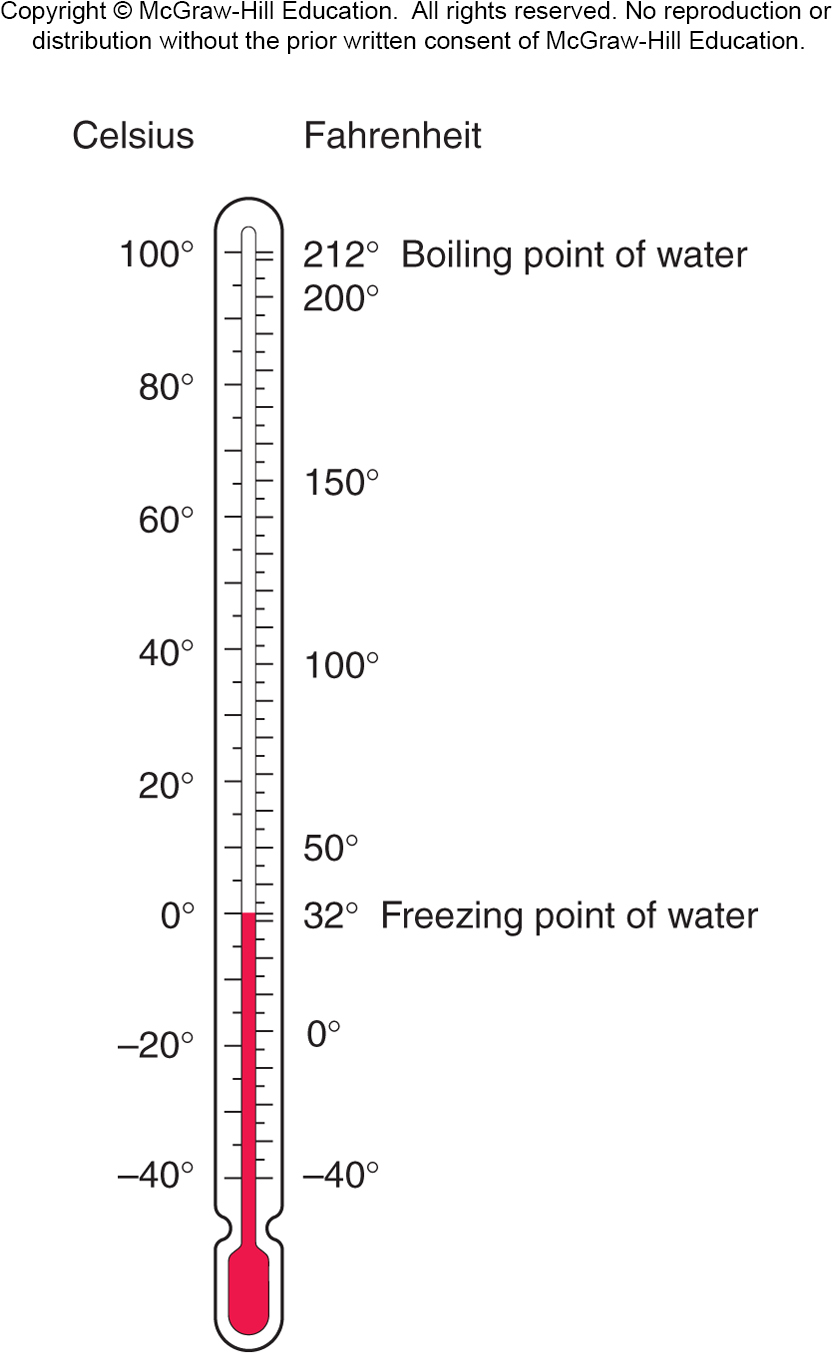 Copyright © McGraw-Hill Education.  All rights reserved. No reproduction or
distribution without the prior written consent of McGraw-Hill Education.
Celsius
Fahrenheit
100°
212° Boiling point of water
200°
80°
150°
60°
40°
100°
20°
50°
0°
32° Freezing point of water
0°
–20°
–40°
–40°